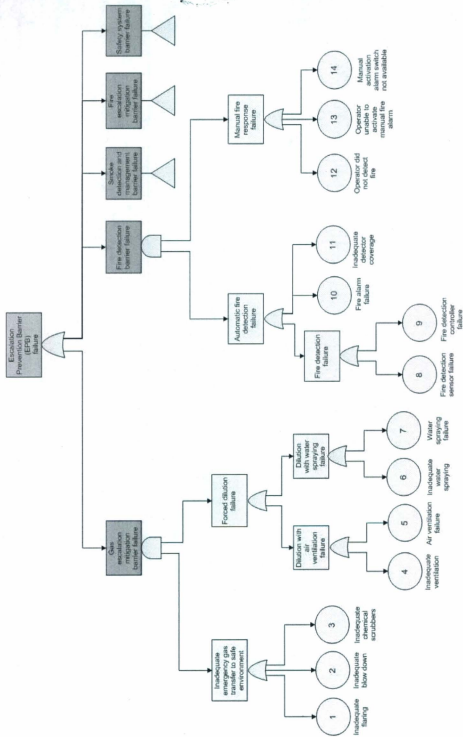 Escalation
Prevention Barrier
(EPB)
failure
Gas
escalation
mitigation
barrier failure
Fire detection
barrier failure
Smoke
detection and
management
barrier failure
Fire
escalation
mitigation
barrier failure
Safety system
barrier failure
Inadequate
emergency gas
transfer to safe
environment
Forced dilution
failure
Automatic fire
detection
failure
Manual fire
response
failure
Dilution with
air
ventilation
failure
Dilution
with water
spraying
failure
Fire detection
failure
1
Inadequate
flaring
2
Inadequate
blow down
3
Inadequate
chemical
scrubbers
4
Inadequate
ventilation
5
Air ventilation
failure
6
Inadequate
water
spraying
7
Water
spraying
failure
8
Fire detection
sensor failure
9
Fire detection
controller
failure
10
Fire alarm
failure
11
Inadequate
detector
coverage
12
Operator did
not detect
fire
13
Operator
unable to
activate
manual fire
alarm
14
Manual
activation
alarm switch
not available